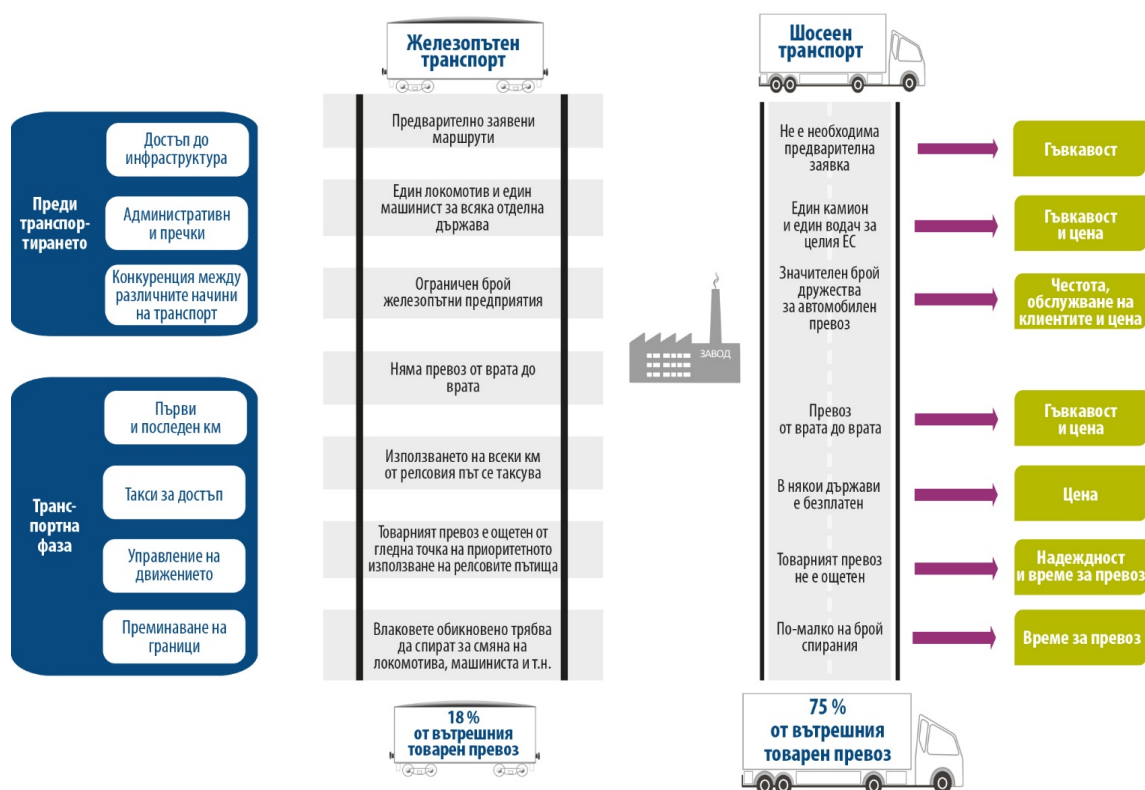 Железопътен
транспорт
Шосеен
транспорт
Преди
транспор-
тирането
Достъп до
инфраструктура
Предварително заявени
маршрути
Не е необходима
предварителна
заявка
Гъвкавост
Административн
и пречки
Един локомотив и един
машинист за всяка отделна
държава
Един камион
и един водач за
целия ЕС
Гъвкавост
и цена
Конкуренция между
различните начини
на транспорт
Ограничен брой
железопътни предприятия
Значителен брой
дружества
за автомобилен
превоз
Честота,
обслужване на
клиентите и цена
ЗАВОД
Транс-
портна
фаза
Първи
и последен км
Няма превоз от врата до
врата
Превоз
от врата до врата
Гъвкавост
и цена
Такси за достъп
Използването на всеки км
от релсовия път се таксува
В някои държави
е безплатен
Цена
Управление на
движението
Товарният превоз е ощетен от
гледна точка на приоритетното
използване на релсовите пътища
Товарният превоз
не е ощетен
Надеждност
и време за превоз
Преминаване на
граници
Влаковете обикновено трябва
да спират за смяна на
локомотива, машиниста и т.н.
По-малко на брой
спирания
Време за превоз
18 %
от вътрешния
товарен превоз
75 %
от вътрешния
товарен превоз